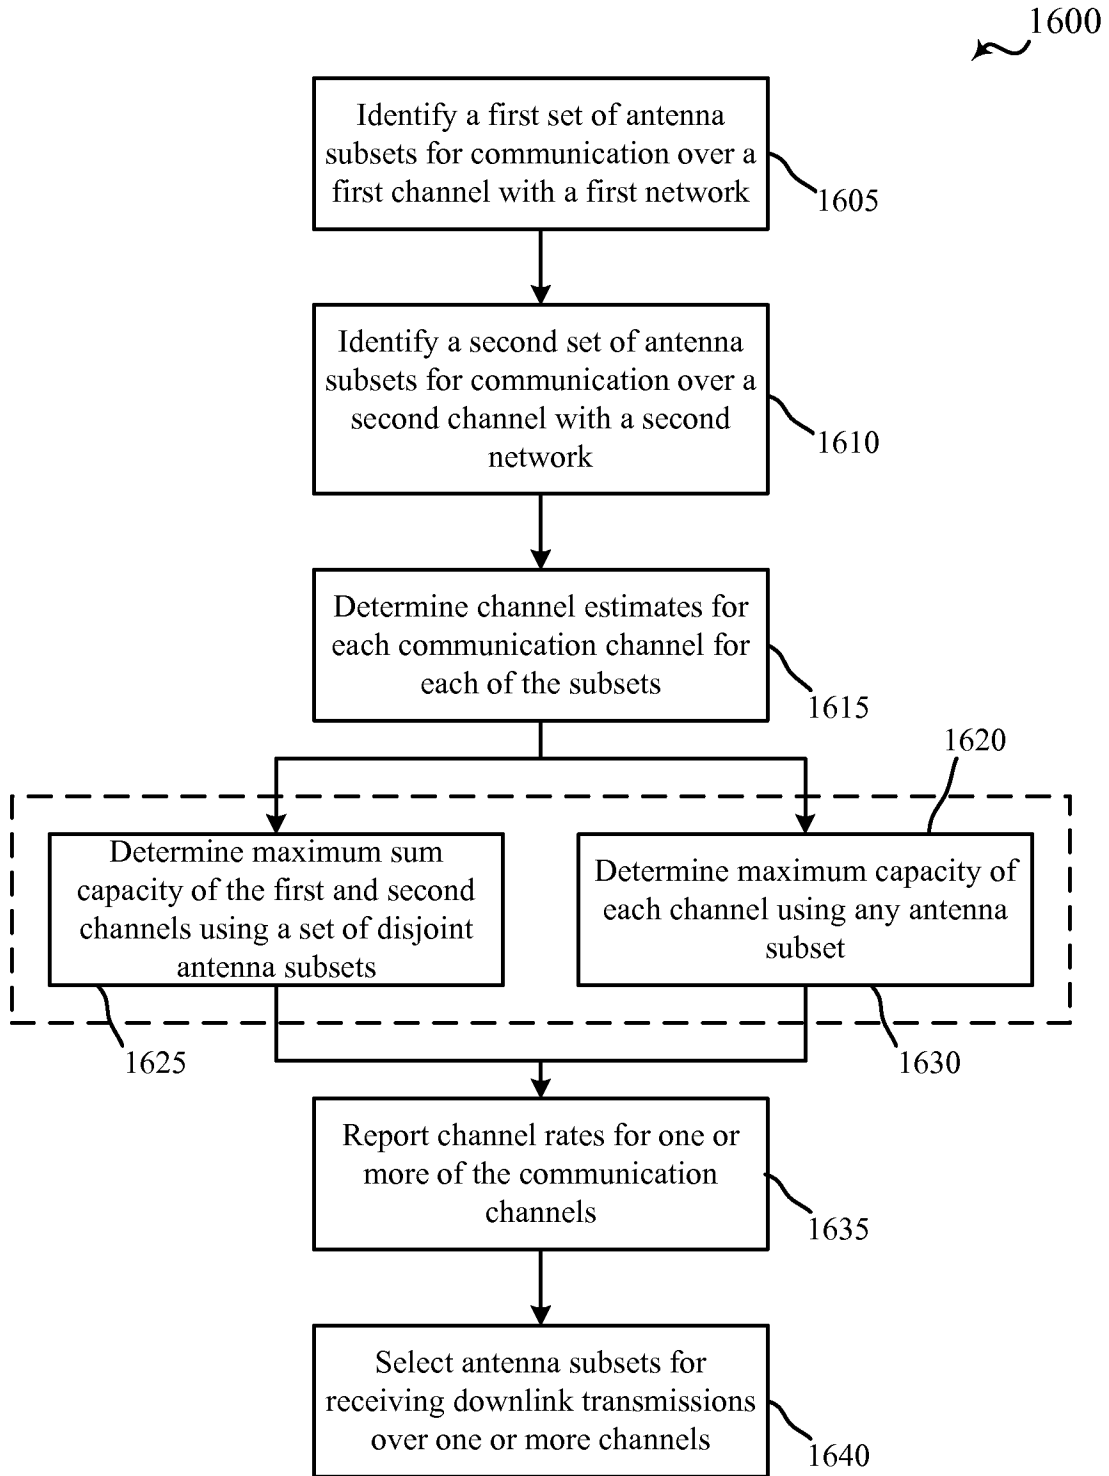 1600
Identify a first set of antenna
subsets for communication over a
first channel with a first network
1605
Identify a second set of antenna
subsets for communication over a
second channel with a second
network
1610
Determine channel estimates for
each communication channel for
each of the subsets
1615
1620
Determine maximum sum
capacity of the first and second
channels using a set of disjoint
antenna subsets
1625
Determine maximum capacity of
each channel using any antenna
subset
1630
Report channel rates for one or
more of the communication
channels
1635
Select antenna subsets for
receiving downlink transmissions
over one or more channels
1640